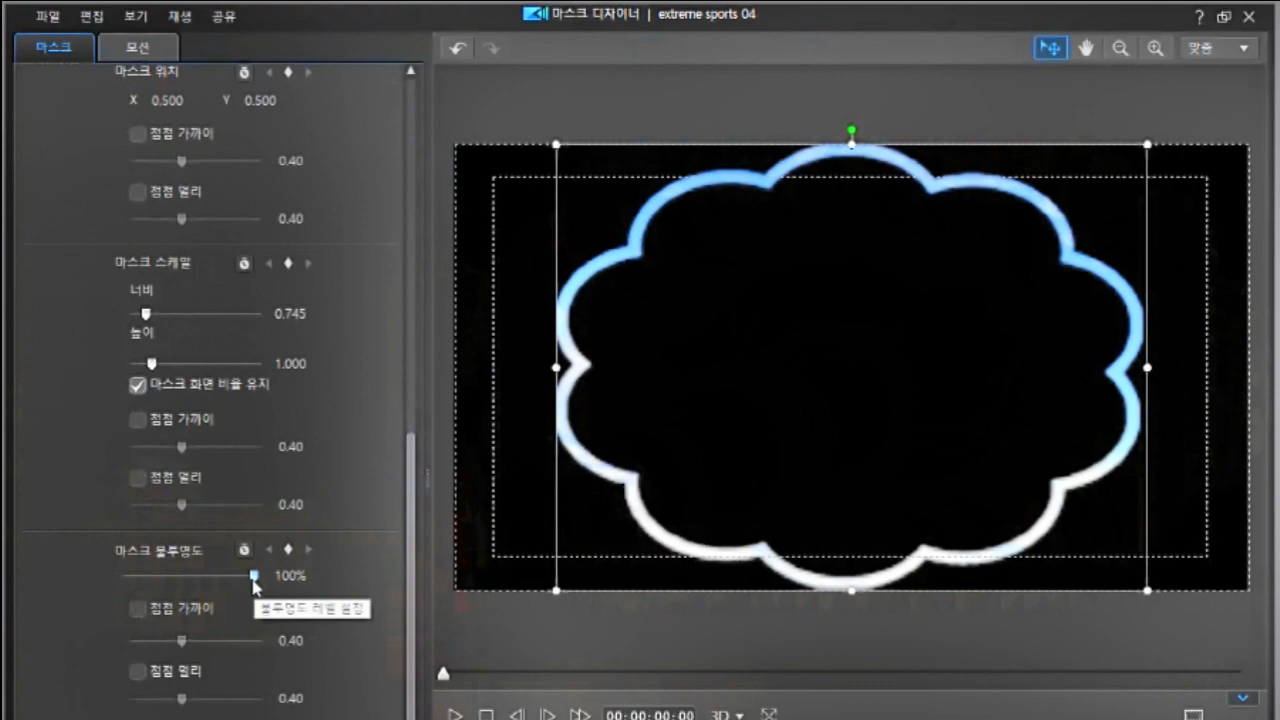 파일 편집 보기 재생 공유
마스크 디자이너 | extreme sports 04
마스크 모션
맞춤
마스크 위치
X 0.500 Y 0.500
점점 가까이
0.40
점점 멀리
0.40
마스크 스케일
너비
0.745
높이
1.000
마스크 화면 비율 유지
점점 가까이
0.40
점점 멀리
0.40
마스크 불투명도
100%
불투명도 레벨 설정
점점 가까이
0.40
점점 멀리
0.40
00:00:00:00 3D